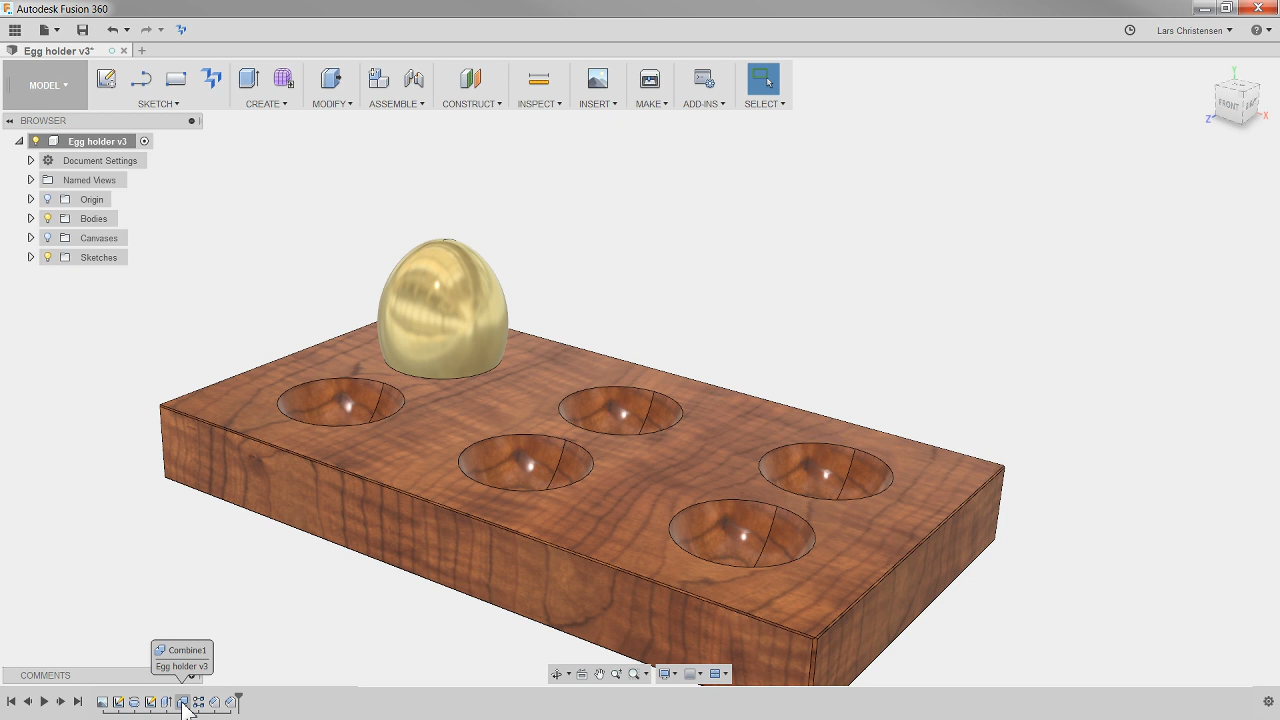 Autodesk Fusion 360
Lars Christensen
Egg holder v3*
MODEL
SKETCH
CREATE
MODIFY
ASSEMBLE
CONSTRUCT
INSPECT
INSERT
MAKE
ADD-INS
SELECT
BROWSER
Egg holder v3
Document Settings
Named Views
Origin
Bodies
Canvases
Sketches
Y
FRONT
X
Z
Combine1
Egg holder v3
COMMENTS